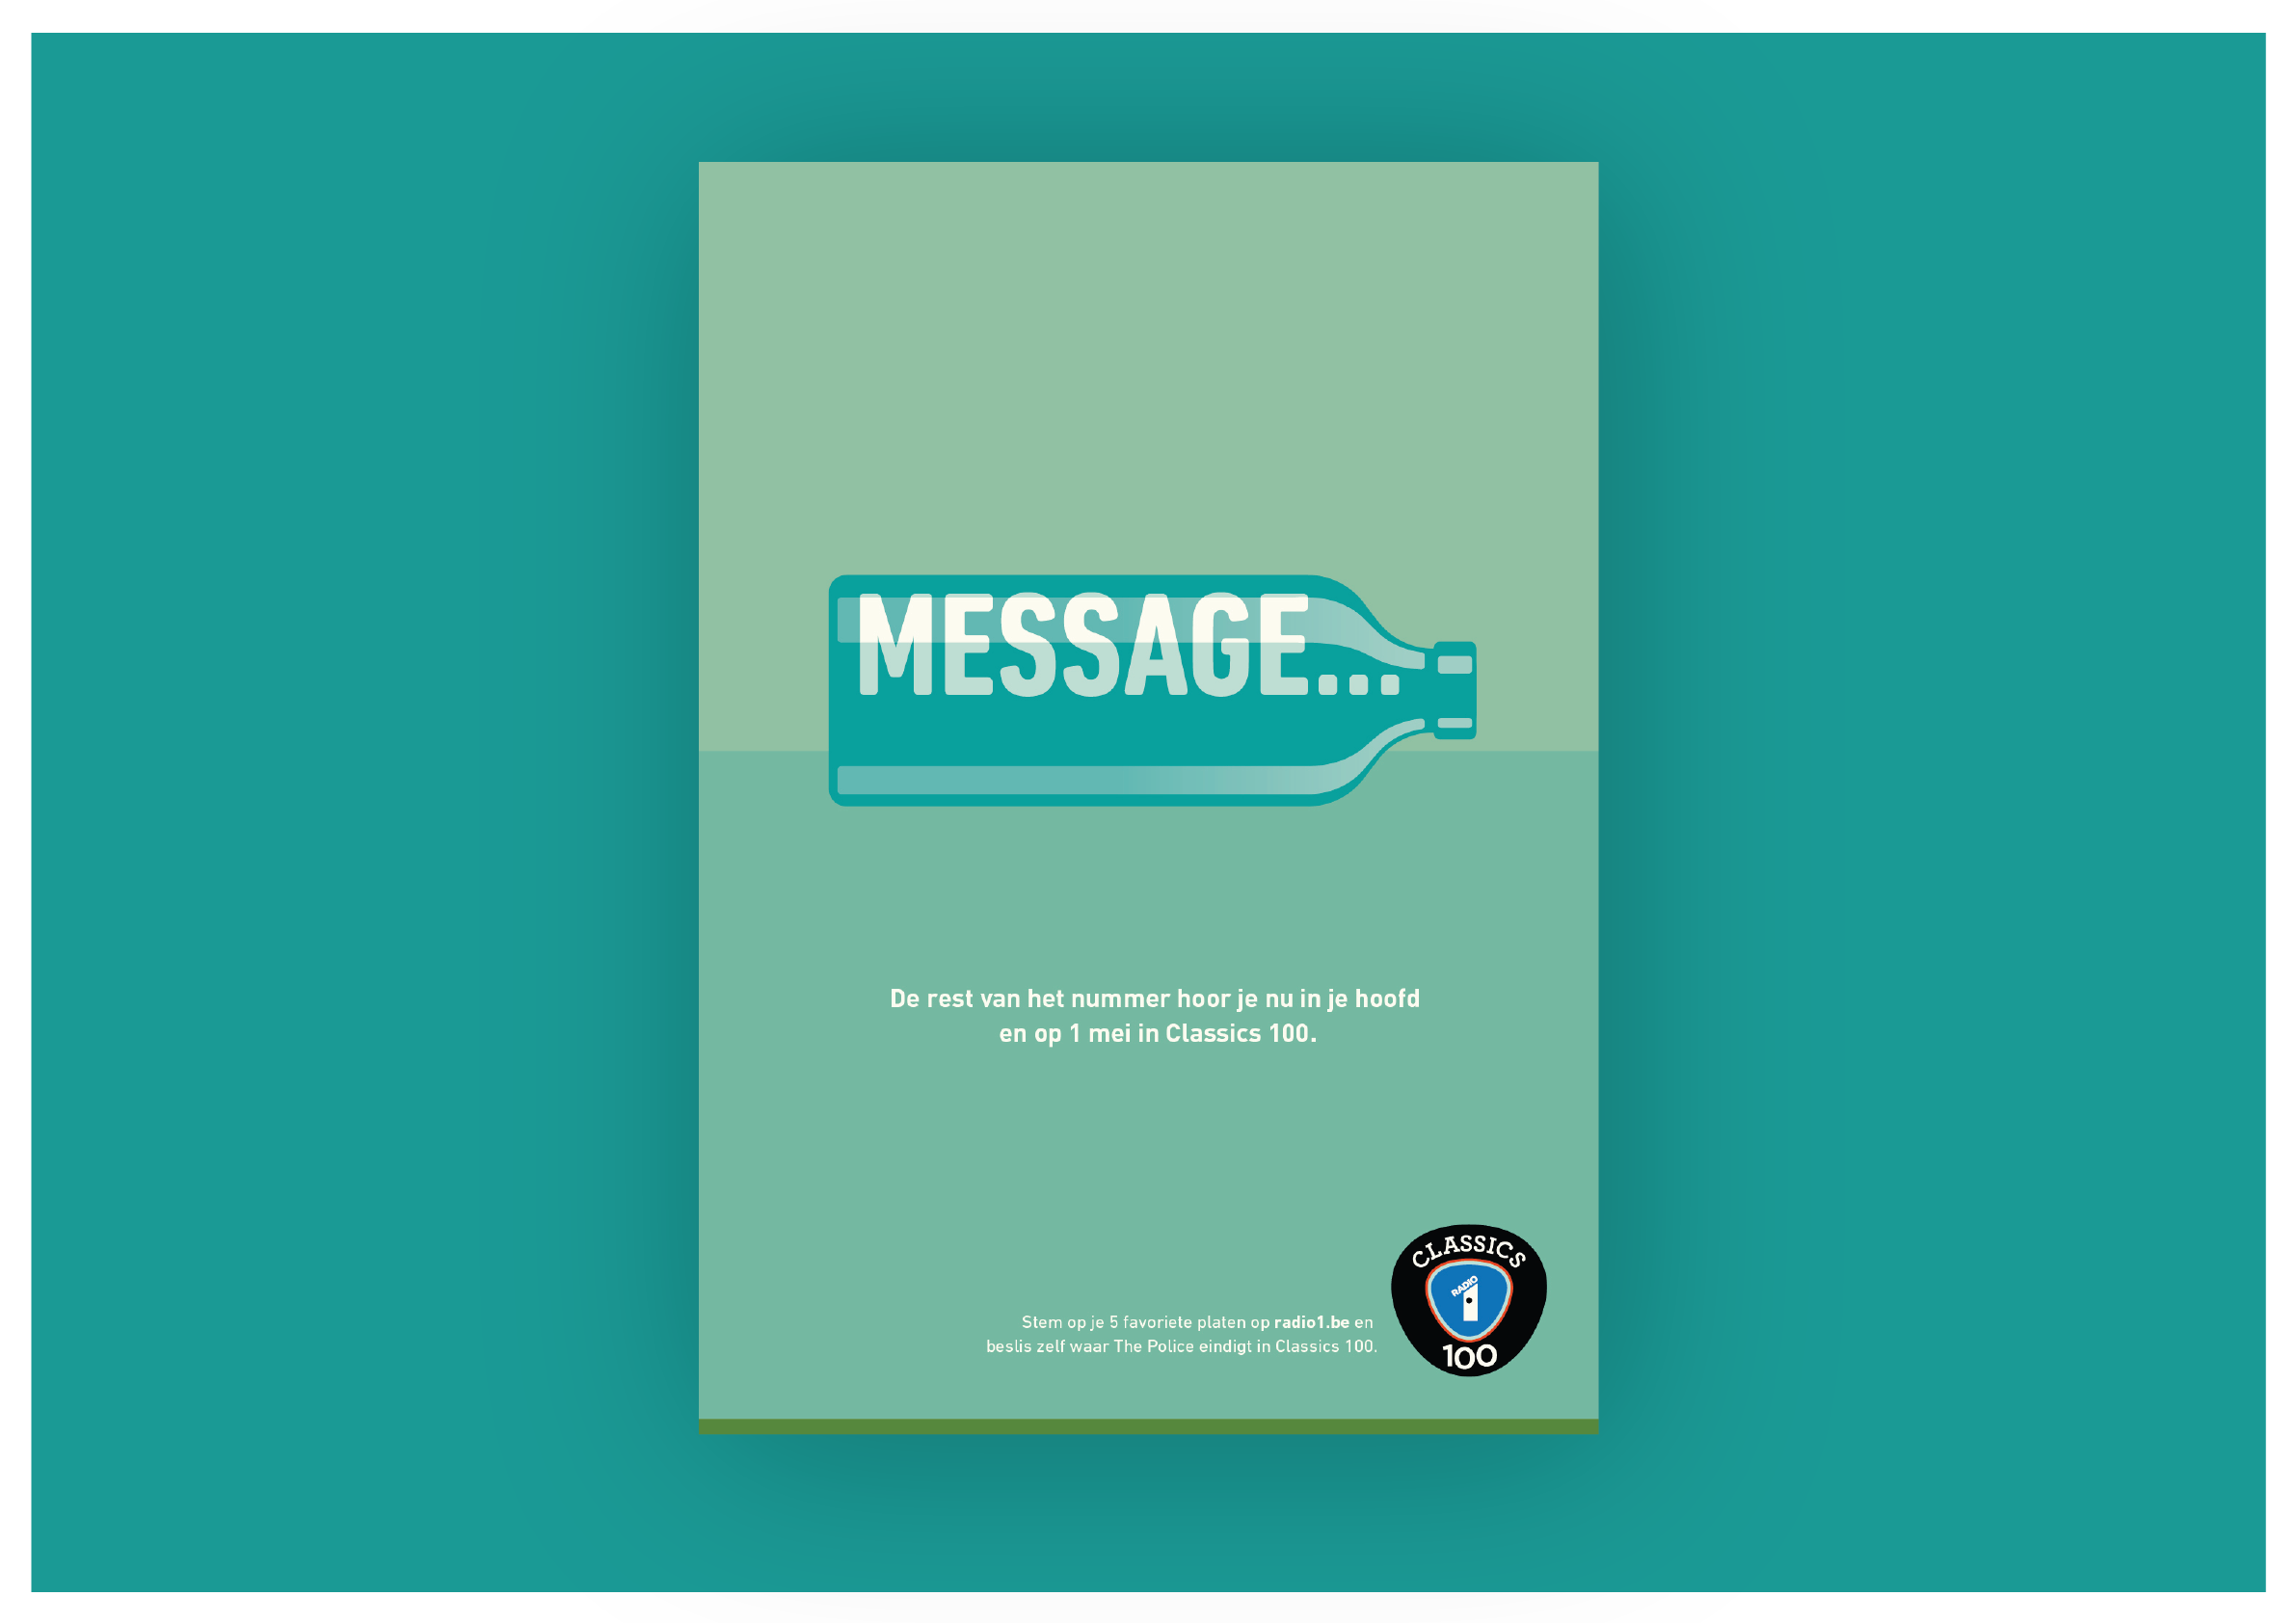 MESSAGE...
De rest van het nummer hoor je nu in je hoofd
en op 1 mei in Classics 100.
Stem op je 5 favoriete platen op radio1.be en
beslis zelf waar The Police eindigt in Classics 100.
CLASSICS
RADIO
1
100